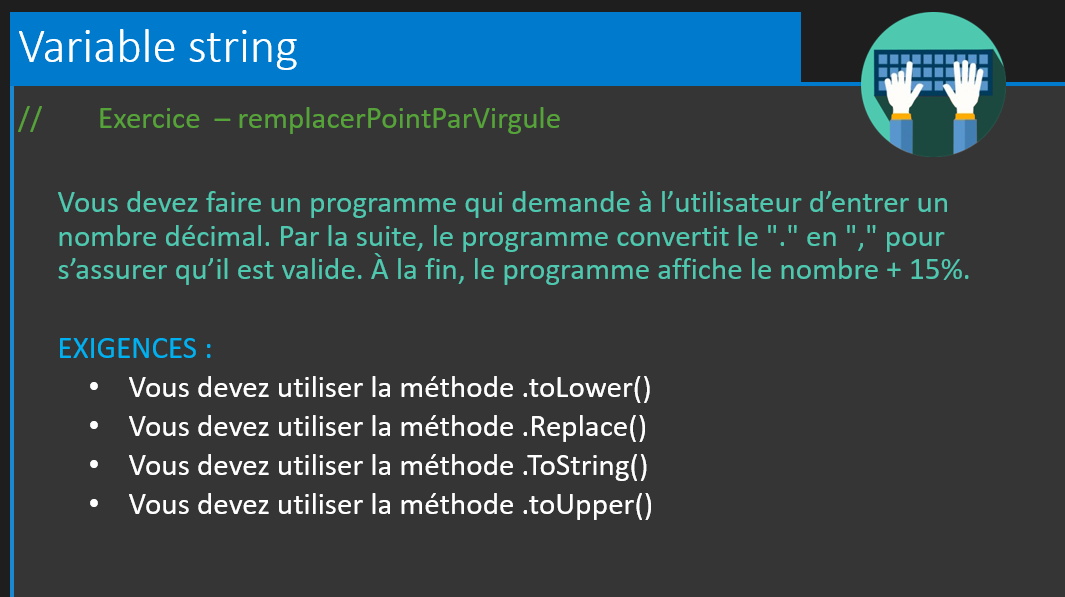 Variable string
// Exercice – remplacerPointParVirgule
Vous devez faire un programme qui demande à l’utilisateur d’entrer un
nombre décimal. Par la suite, le programme convertit le "." en "," pour
s’assurer qu’il est valide. À la fin, le programme affiche le nombre + 15%.
EXIGENCES :
• Vous devez utiliser la méthode .toLower()
• Vous devez utiliser la méthode .Replace()
• Vous devez utiliser la méthode .ToString()
• Vous devez utiliser la méthode .toUpper()